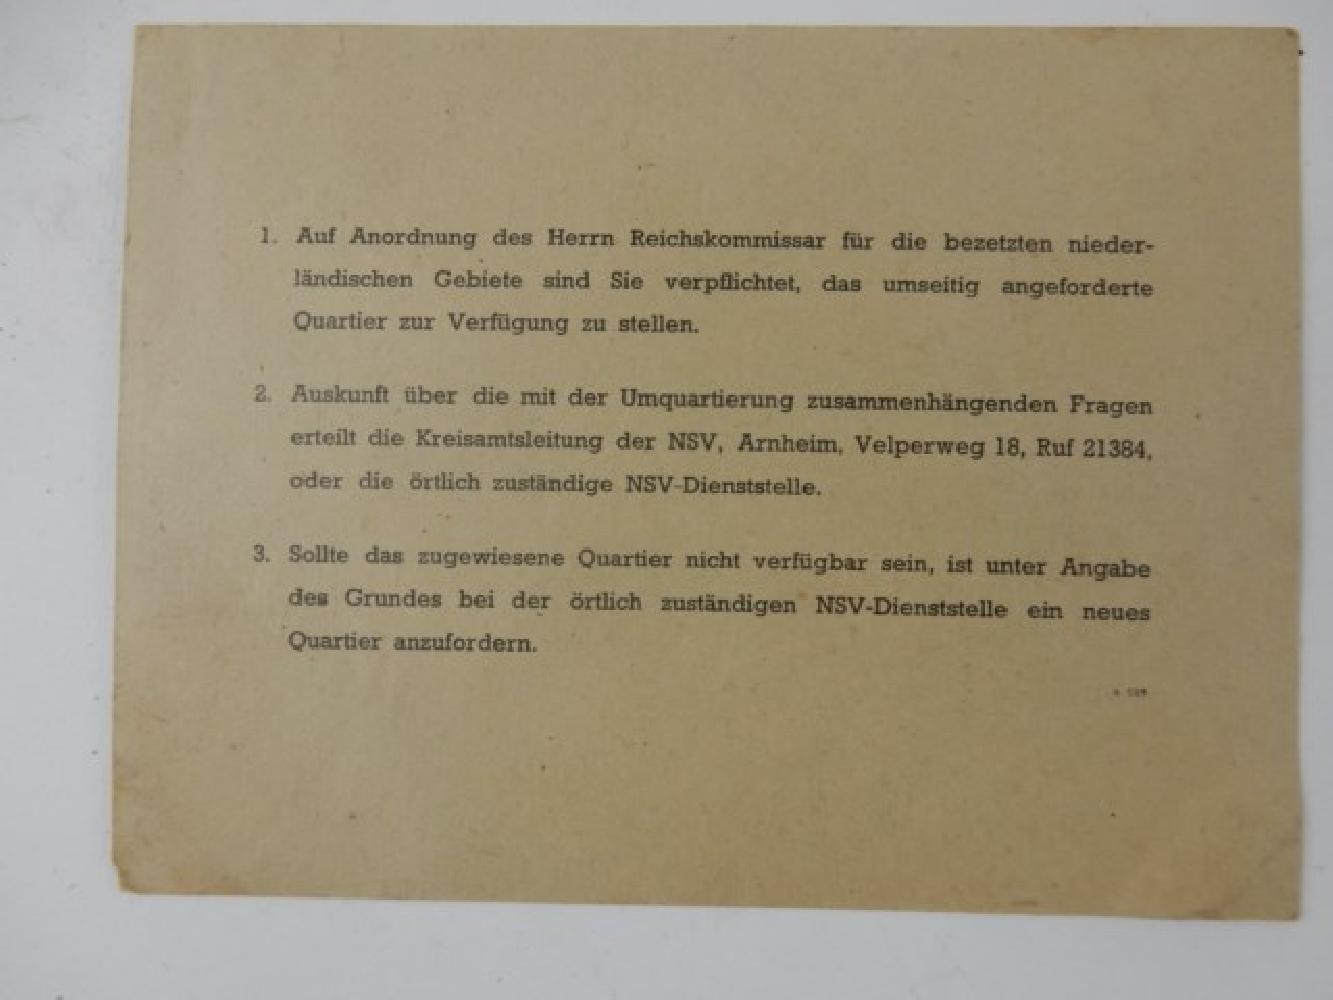 1. Auf Anordnung des Herrn Reichskommissar für die bezetzten nieder-
ländischen Gebiete sind Sie verpflichtet, das umseitig angeforderte
Quartier zur Verfügung zu stellen.
2. Auskunft über die mit der Umquartierung zusammenhängenden Fragen
erteilt die Kreisamtsleitung der NSV, Arnheim, Velperweg 18, Ruf 21384,
oder die örtlich zuständige NSV-Dienststelle.
3. Sollte das zugewiesene Quartier nicht verfügbar sein, ist unter Angabe
des Grundes bei der örtlich zuständigen NSV-Dienststelle ein neues
Quartier anzufordern.